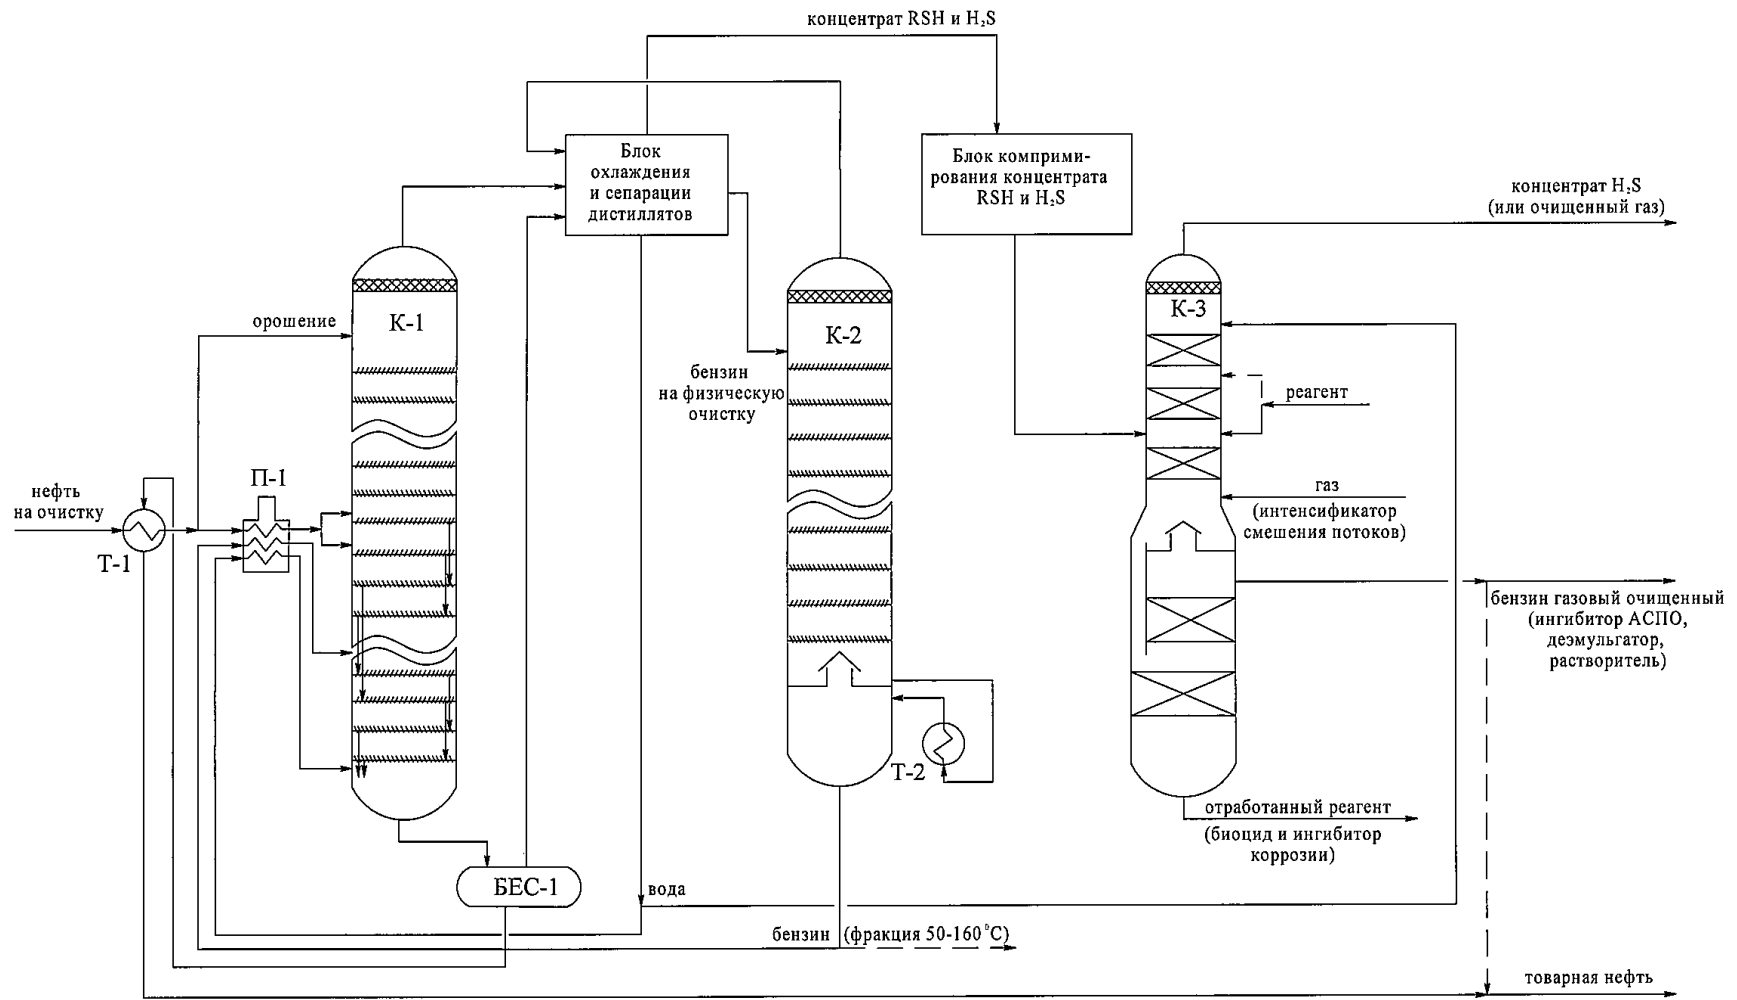 концентрат RSH и H₂S
Блок
охлаждения
и сепарации
дистиллятов
Блок комприми-
рования концентрата
RSH и H₂S
концентрат H₂S
(или очищенный газ)
орошение
К-1
К-2
К-3
бензин
на физическую
очистку
реагент
П-1
нефть
на очистку
Т-1
газ
(интенсификатор
смешения потоков)
бензин газовый очищенный
(ингибитор АСПО,
деэмульгатор,
растворитель)
Т-2
отработанный реагент
(биоцид и ингибитор
коррозии)
БЕС-1
вода
бензин (фракция 50-160°С)
товарная нефть